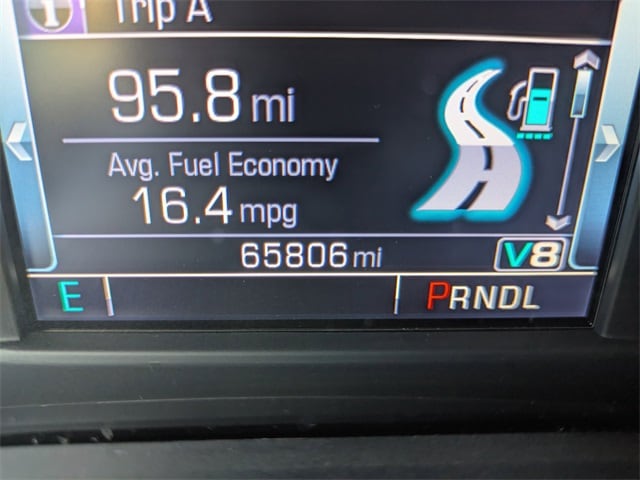 i Trip A
95.8 mi
Avg. Fuel Economy
16.4 mpg
65806 mi V8
E PRNDL